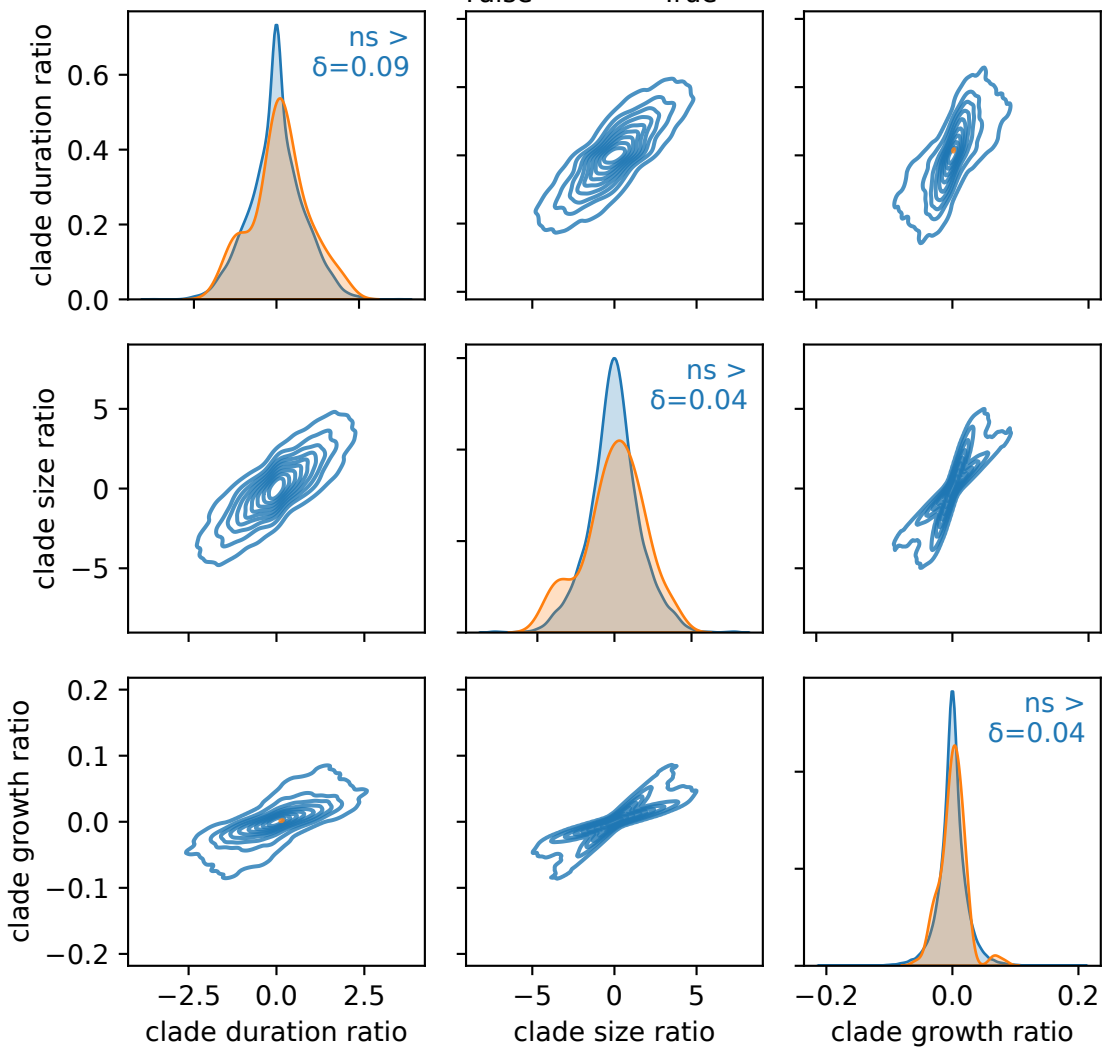 clade duration ratio
0.6
0.4
0.2
0.0
ns >
δ=0.09
clade size ratio
5
0
−5
ns >
δ=0.04
clade growth ratio
0.2
0.1
0.0
−0.1
−0.2
ns >
δ=0.04
−2.5 0.0 2.5
−5 0 5
−0.2 0.0 0.2
clade duration ratio
clade size ratio
clade growth ratio